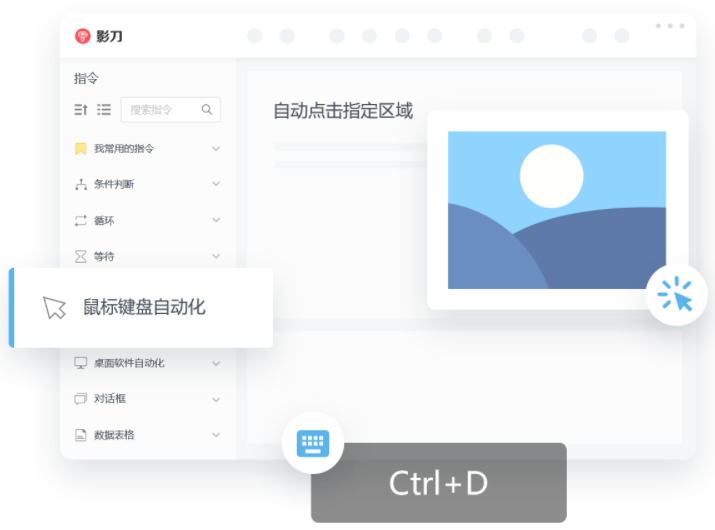 影刀
指令
搜索指令
自动点击指定区域
我常用的指令
条件判断
循环
等待
鼠标键盘自动化
桌面软件自动化
对话框
数据表格
Ctrl+D